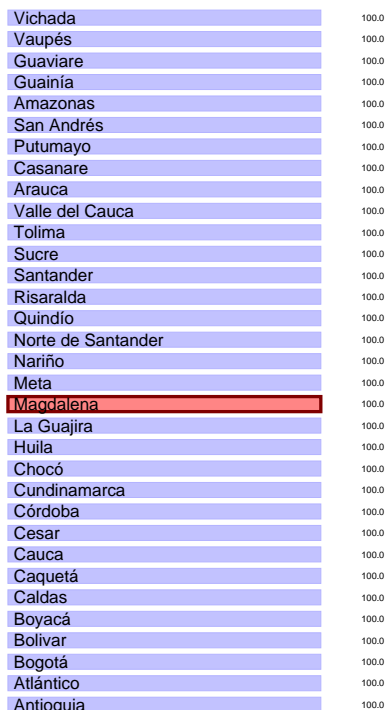 Vichada 100.0
Vaupés 100.0
Guaviare 100.0
Guainía 100.0
Amazonas 100.0
San Andrés 100.0
Putumayo 100.0
Casanare 100.0
Arauca 100.0
Valle del Cauca 100.0
Tolima 100.0
Sucre 100.0
Santander 100.0
Risaralda 100.0
Quindío 100.0
Norte de Santander 100.0
Nariño 100.0
Meta 100.0
Magdalena 100.0
La Guajira 100.0
Huila 100.0
Chocó 100.0
Cundinamarca 100.0
Córdoba 100.0
Cesar 100.0
Cauca 100.0
Caquetá 100.0
Caldas 100.0
Boyacá 100.0
Bolivar 100.0
Bogotá 100.0
Atlántico 100.0
Antioquia 100.0